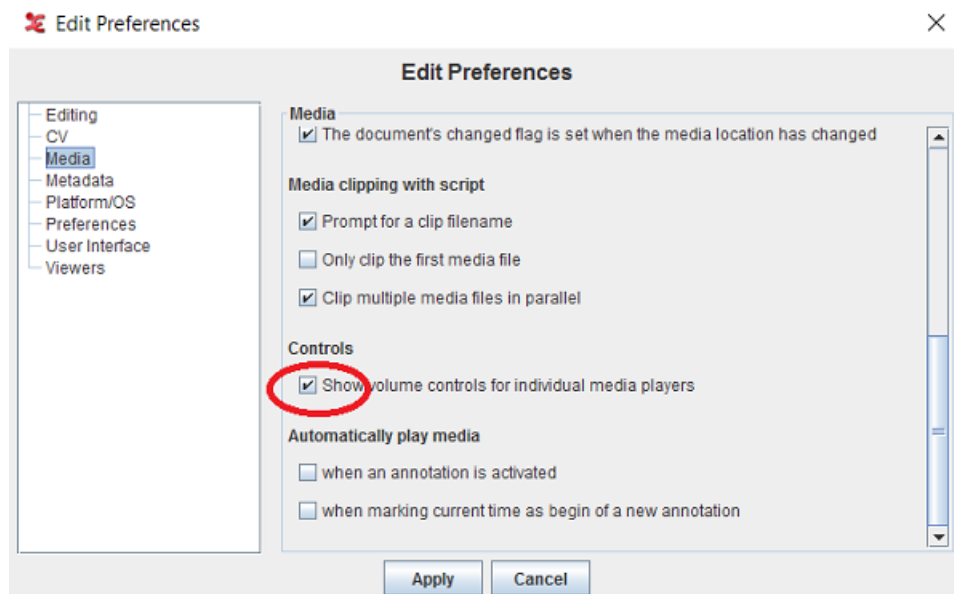 Edit Preferences
Edit Preferences
Editing
CV
Media
Metadata
Platform/OS
Preferences
User Interface
Viewers
Media
The document's changed flag is set when the media location has changed
Media clipping with script
Prompt for a clip filename
Only clip the first media file
Clip multiple media files in parallel
Controls
Show volume controls for individual media players
Automatically play media
when an annotation is activated
when marking current time as begin of a new annotation
Apply Cancel